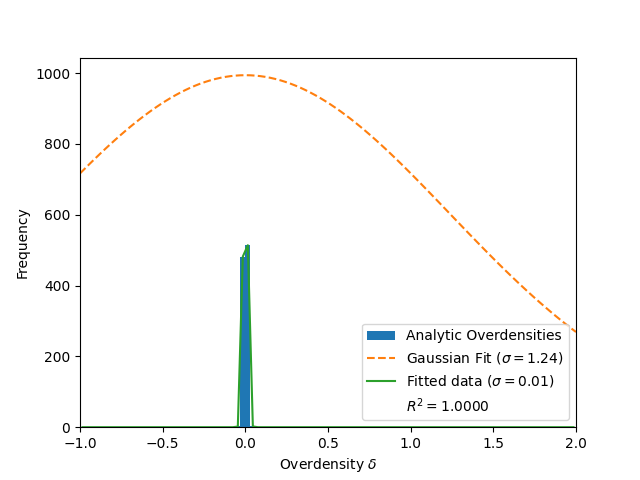 1000
800
600
400
200
0
Frequency
−1.0 −0.5 0.0 0.5 1.0 1.5 2.0
Overdensity δ
Analytic Overdensities
Gaussian Fit (σ = 1.24)
Fitted data (σ = 0.01)
R² = 1.0000